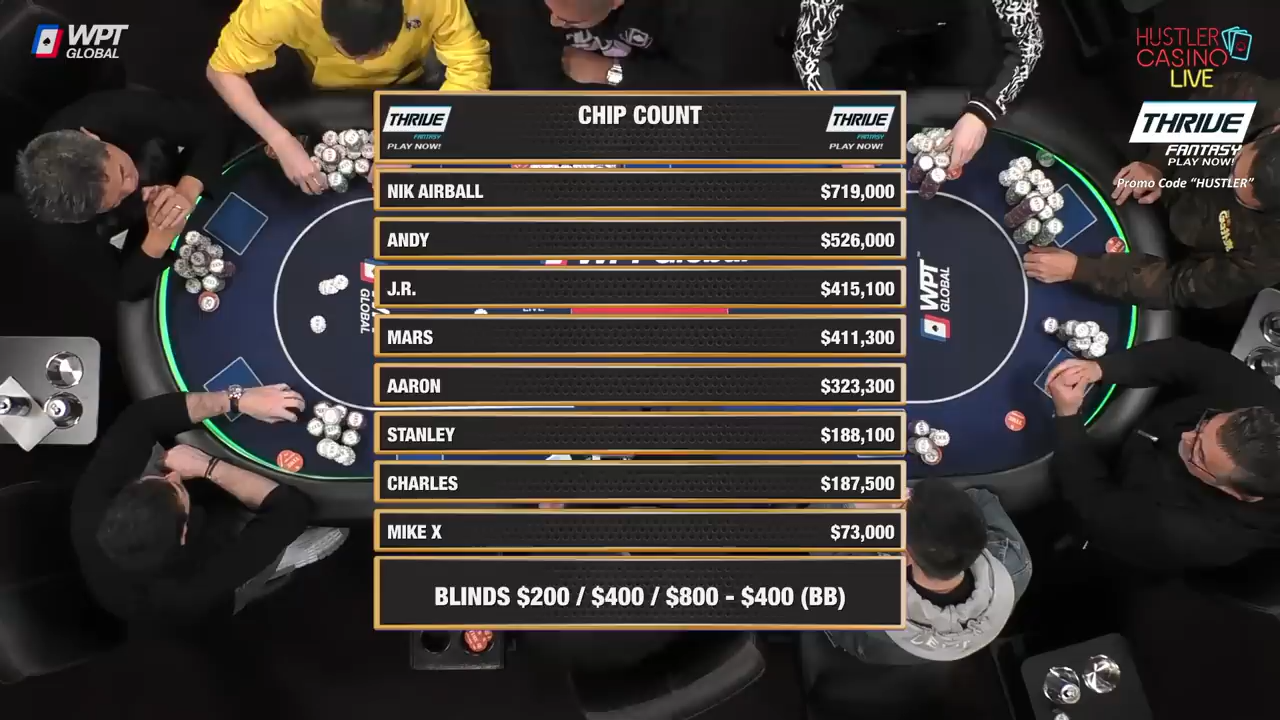 WPT
GLOBAL
HUSTLER
CASINO
LIVE
THRIVE
FANTASY
PLAY NOW!
Promo Code “HUSTLER”
THRIVE
FANTASY
PLAY NOW!
CHIP COUNT
THRIVE
FANTASY
PLAY NOW!
NIK AIRBALL $719,000
ANDY $526,000
J.R. $415,100
MARS $411,300
AARON $323,300
STANLEY $188,100
CHARLES $187,500
MIKE X $73,000
BLINDS $200 / $400 / $800 - $400 (BB)
WPT
GLOBAL
GLOBAL